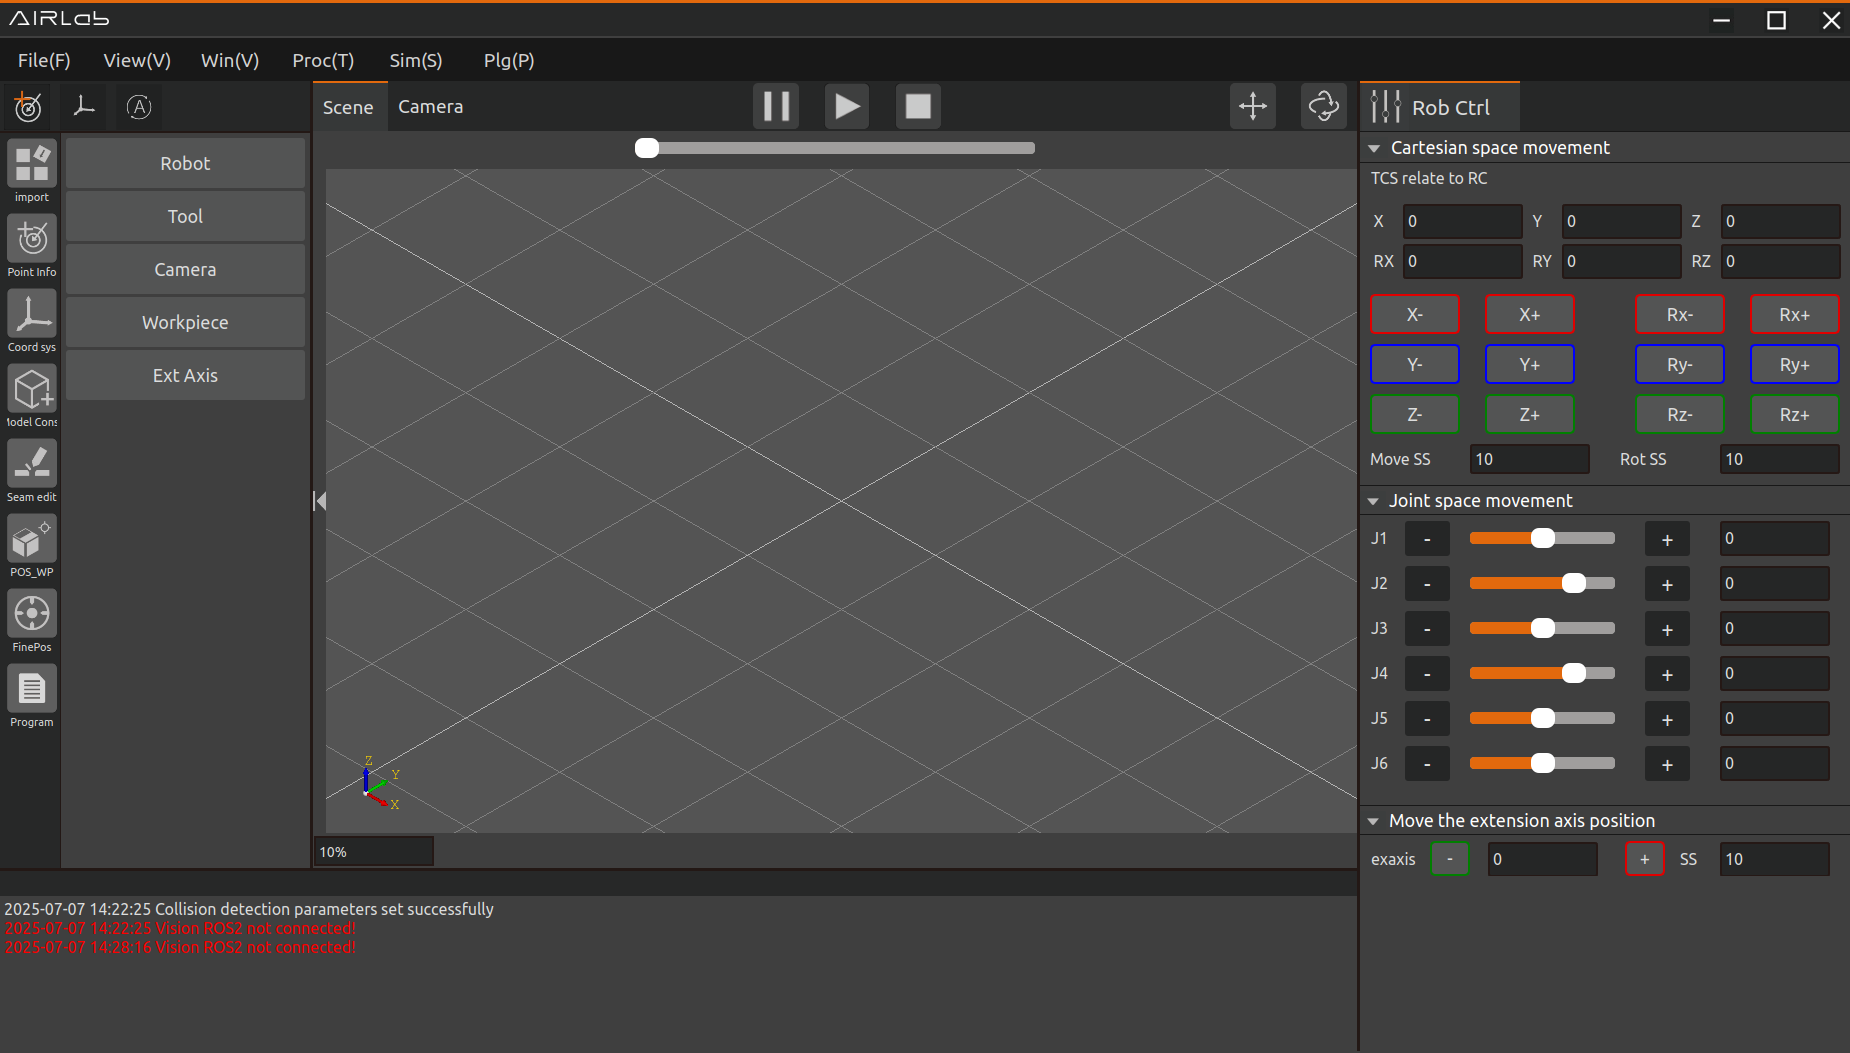 AIRLab
File(F) View(V) Win(V) Proc(T) Sim(S) Plg(P)
Scene Camera
Rob Ctrl
import
Point Info
Coord sys
Model Cons
Seam edit
POS_WP
FinePos
Program
Robot
Tool
Camera
Workpiece
Ext Axis
Z
Y
X
10%
Cartesian space movement
TCS relate to RC
X 0 Y 0 Z 0
RX 0 RY 0 RZ 0
X- X+ Rx- Rx+
Y- Y+ Ry- Ry+
Z- Z+ Rz- Rz+
Move SS 10 Rot SS 10
Joint space movement
J1 - + 0
J2 - + 0
J3 - + 0
J4 - + 0
J5 - + 0
J6 - + 0
Move the extension axis position
exaxis - 0 + SS 10
2025-07-07 14:22:25 Collision detection parameters set successfully
2025-07-07 14:22:25 Vision ROS2 not connected!
2025-07-07 14:28:16 Vision ROS2 not connected!